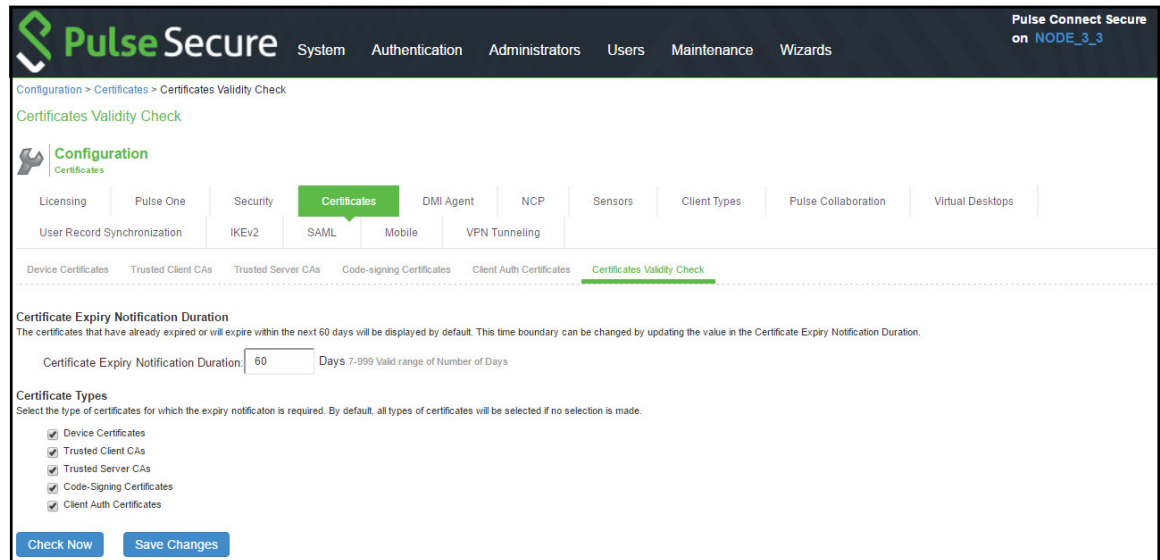 Pulse Secure
System Authentication Administrators Users Maintenance Wizards
Pulse Connect Secure
on NODE_3_3
Configuration > Certificates > Certificates Validity Check
Certificates Validity Check
Configuration
Certificates
Licensing Pulse One Security Certificates DMI Agent NCP Sensors Client Types Pulse Collaboration Virtual Desktops
User Record Synchronization IKEv2 SAML Mobile VPN Tunneling
Device Certificates Trusted Client CAs Trusted Server CAs Code-signing Certificates Client Auth Certificates Certificates Validity Check
Certificate Expiry Notification Duration
The certificates that have already expired or will expire within the next 60 days will be displayed by default. This time boundary can be changed by updating the value in the Certificate Expiry Notification Duration.
Certificate Expiry Notification Duration: 60 Days 7-999 Valid range of Number of Days
Certificate Types
Select the type of certificates for which the expiry notificaton is required. By default, all types of certificates will be selected if no selection is made.
Device Certificates
Trusted Client CAs
Trusted Server CAs
Code-Signing Certificates
Client Auth Certificates
Check Now Save Changes